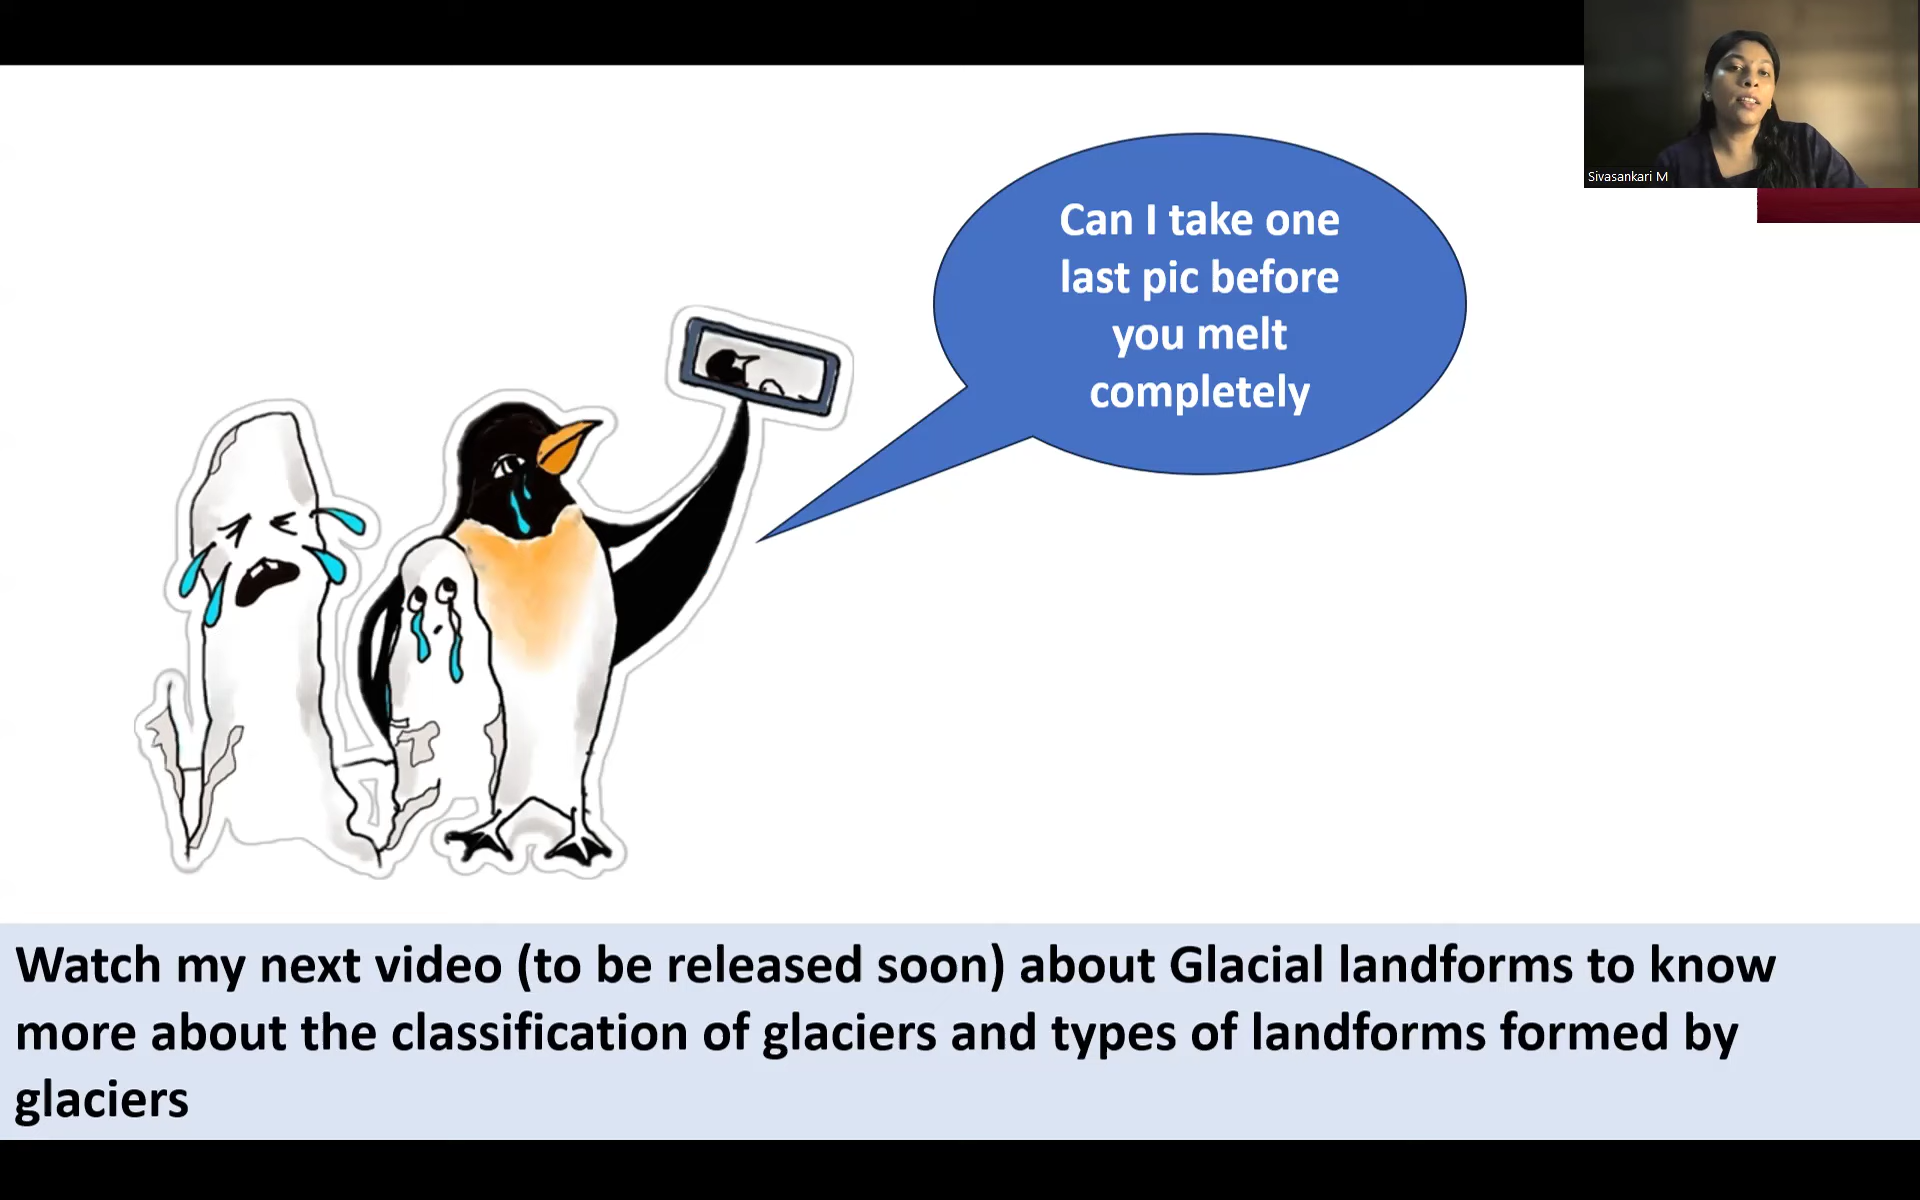 Sivasankari M
Can I take one
last pic before
you melt
completely
Watch my next video (to be released soon) about Glacial landforms to know
more about the classification of glaciers and types of landforms formed by
glaciers